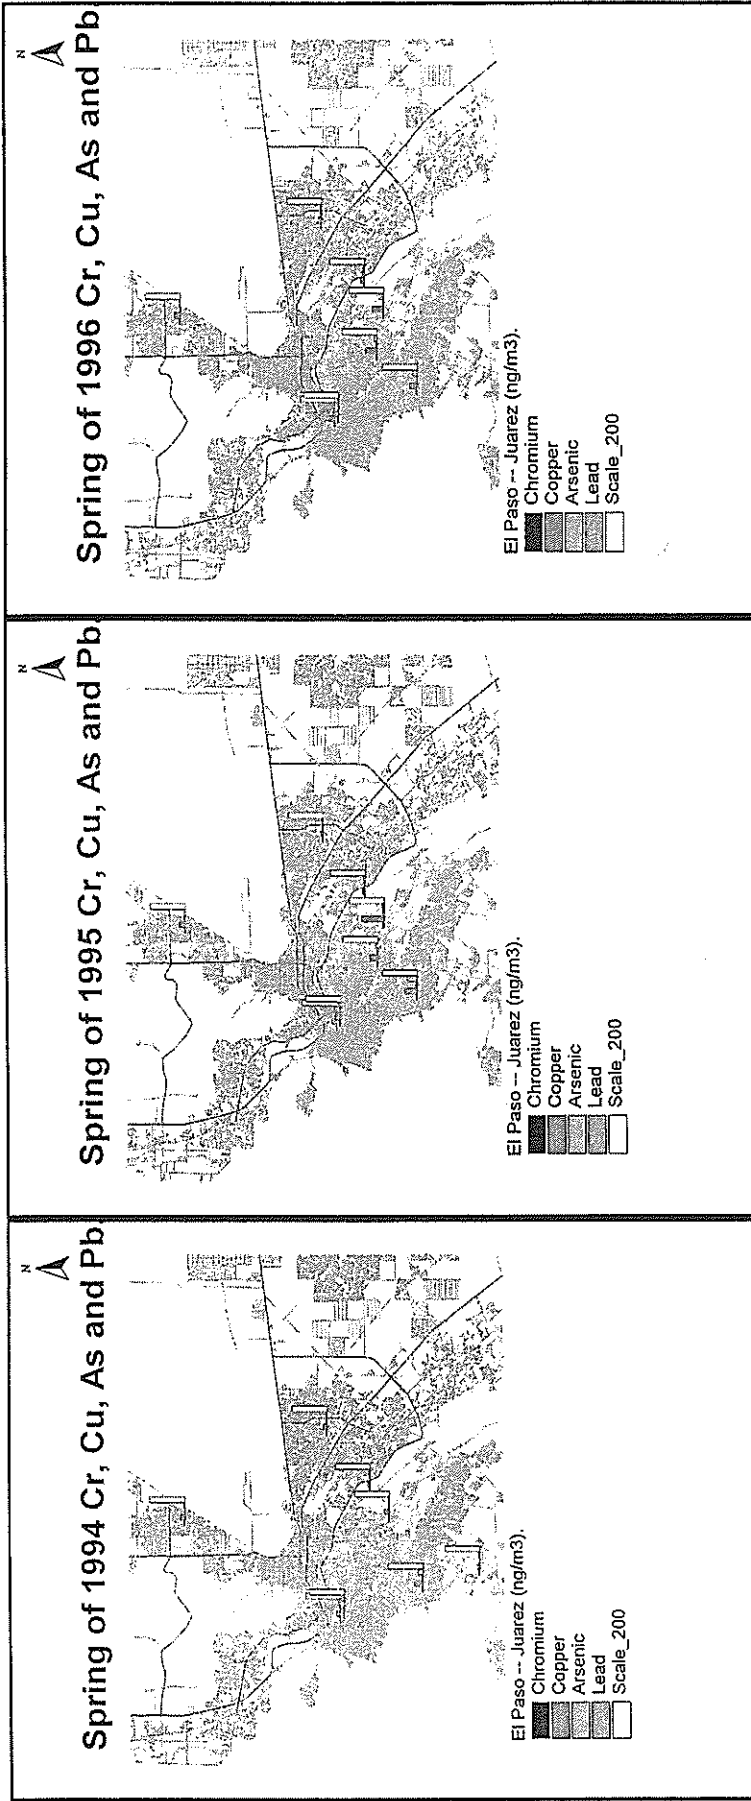 N
Spring of 1994 Cr, Cu, As and Pb.
El Paso -- Juarez (ng/m3).
Chromium
Copper
Arsenic
Lead
Scale_200
N
Spring of 1995 Cr, Cu, As and Pb.
El Paso -- Juarez (ng/m3).
Chromium
Copper
Arsenic
Lead
Scale_200
N
Spring of 1996 Cr, Cu, As and Pb.
El Paso -- Juarez (ng/m3).
Chromium
Copper
Arsenic
Lead
Scale_200